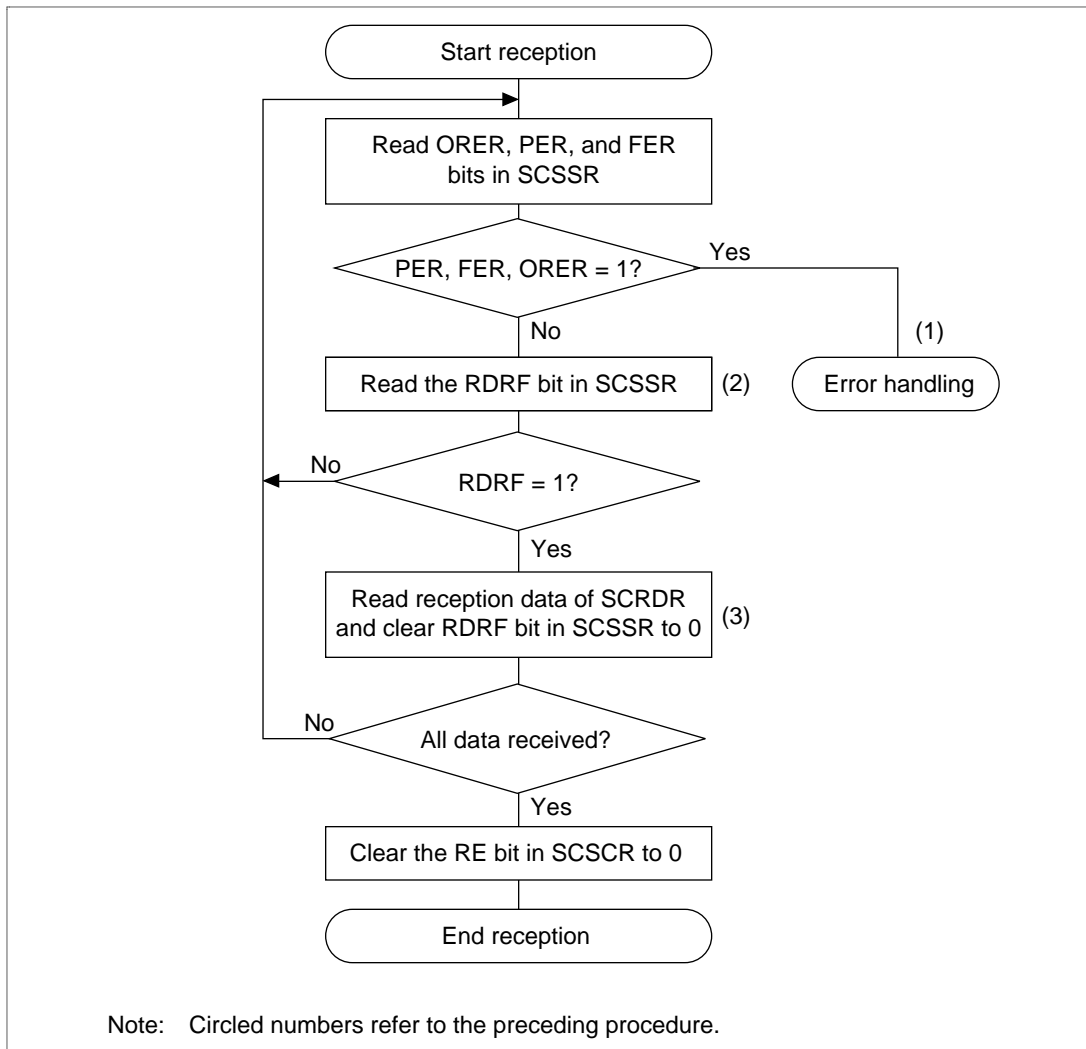 Start reception
Read ORER, PER, and FER
bits in SCSSR
PER, FER, ORER = 1?
Yes
No
(1)
Error handling
Read the RDRF bit in SCSSR
(2)
No
RDRF = 1?
Yes
Read reception data of SCRDR
and clear RDRF bit in SCSSR to 0
(3)
No
All data received?
Yes
Clear the RE bit in SCSCR to 0
End reception
Note: Circled numbers refer to the preceding procedure.